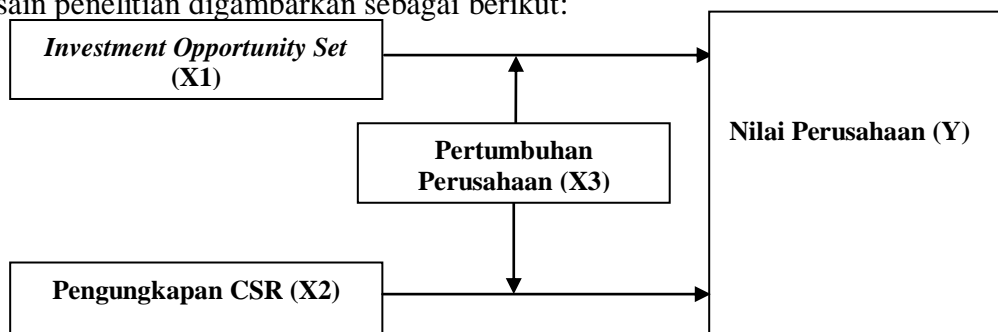 sain penelitian digambarkan sebagai berikut:
Investment Opportunity Set
(X1)
Pertumbuhan
Perusahaan (X3)
Nilai Perusahaan (Y)
Pengungkapan CSR (X2)